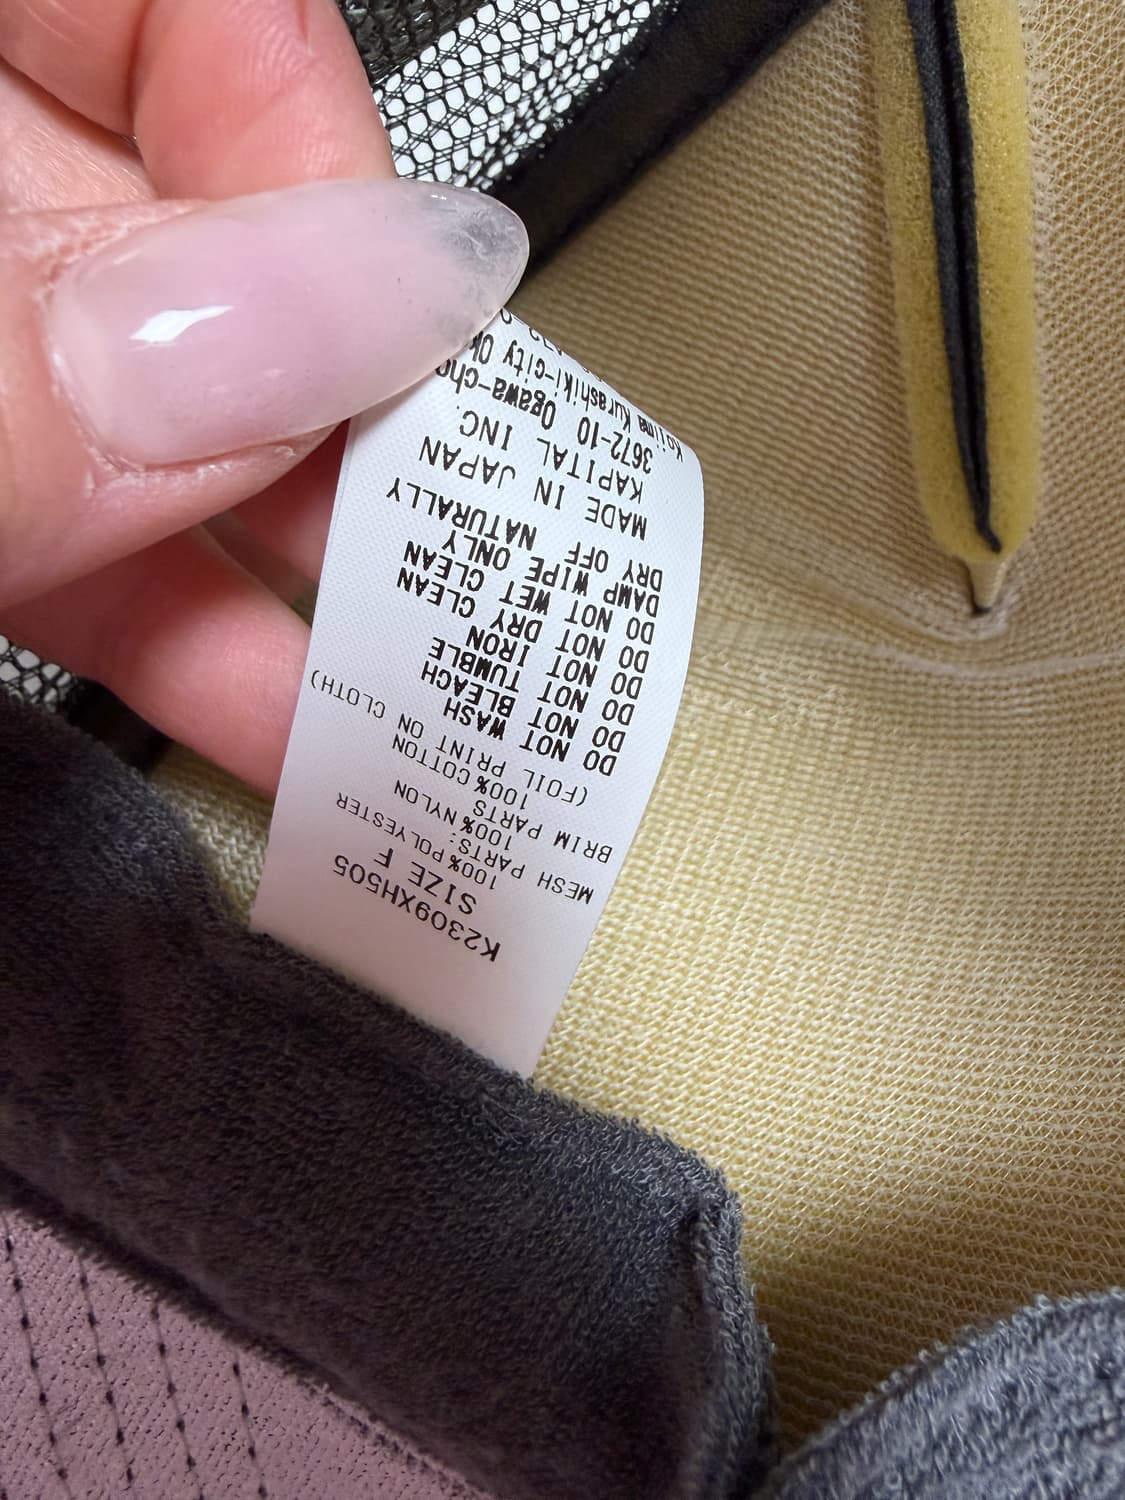 K2309XH505
SIZE F
100%POLYESTER
MESH PARTS:
100%NYLON
BRIM PARTS
100%COTTON
(FOIL PRINT ON CLOTH)
DO NOT WASH
DO NOT BLEACH
DO NOT TUMBLE
DO NOT IRON
DO NOT DRY CLEAN
DO NOT WET CLEAN
DAMP WIPE ONLY
DRY OFF NATURALLY
MADE IN JAPAN
KAPITAL INC.
3672-10 Ogawa-cho
Kojima Kurashiki-city